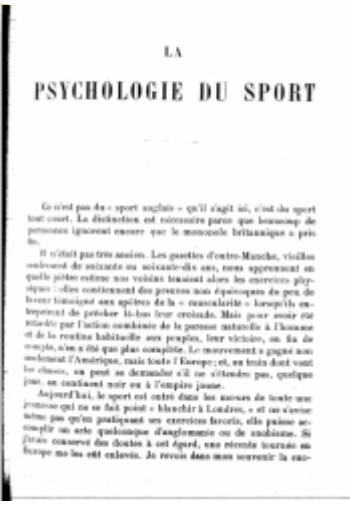 LA
PSYCHOLOGIE DU SPORT
Ce n'est pas du « sport anglais » qu'il s'agit ici, c'est du sport
tout court. La distinction est nécessaire parce que beaucoup de
personnes ignorent encore que le monopole britannique a pris
fin.
Il n'était pas très ancien. Les gazettes d'outre-Manche, vieilles
seulement de soixante ou soixante-dix ans, nous apprennent en
quelle piètre estime nos voisins tenaient alors les exercices phy-
siques : elles contiennent des preuves non équivoques du peu de
faveur témoigné aux apôtres de la « muscularité » lorsqu'ils en-
treprirent de prêcher là-bas leur croisade. Mais pour avoir été
retardée par l'action combinée de la paresse naturelle à l'homme
et de la routine habituelle aux peuples, leur victoire, en fin de
compte, n'en a été que plus complète. Le mouvement a gagné non
seulement l'Amérique, mais toute l'Europe; et, au train dont vont
les choses, on peut se demander s'il ne s'étendra pas, quelque
jour, au continent noir ou à l'empire jaune.
Aujourd'hui, le sport est entré dans les mœurs de toute une
jeunesse qui ne se fait point « blanchir à Londres, » et ne s'avise
même pas qu'en pratiquant ses exercices favoris, elle puisse ac-
complir un acte quelconque d'anglomanie ou de snobisme. Si
j'avais conservé des doutes à cet égard, une récente tournée en
Europe me les eût enlevés. Je revois dans mon souvenir la suc-